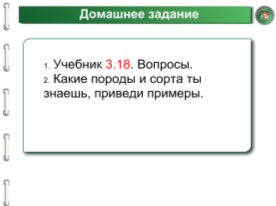 Домашнее задание
1. Учебник 3.18. Вопросы.
2. Какие породы и сорта ты
знаешь, приведи примеры.